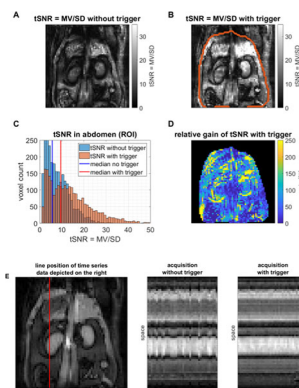 A
tSNR = MV/SD without trigger
30
20
10
0
tSNR = MV/SD
B
tSNR = MV/SD with trigger
30
20
10
0
tSNR = MV/SD
C
tSNR in abdomen (ROI)
voxel count
250
200
150
100
50
0
tSNR without trigger
tSNR with trigger
median no trigger
median with trigger
0 10 20 30 40 50
tSNR = MV/SD
D
relative gain of tSNR with trigger
250
200
150
100
50
0
E
line position of time series
data depicted on the right
acquisition
without trigger
space
acquisition
with trigger
space